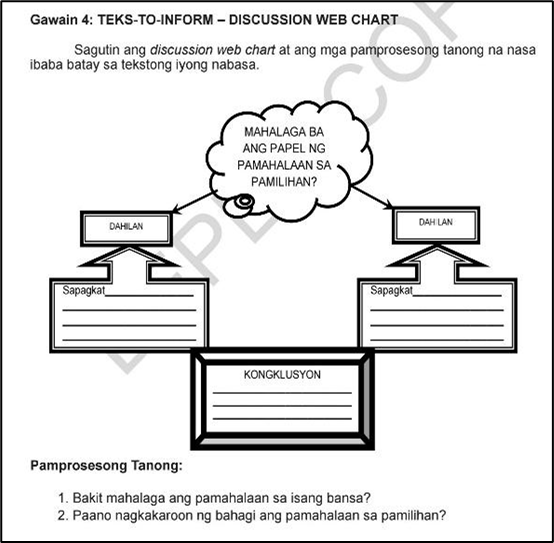 Gawain 4: TEKS-TO-INFORM – DISCUSSION WEB CHART
Sagutin ang discussion web chart at ang mga pamprosesong tanong na nasa
ibaba batay sa tekstong iyong nabasa.
MAHALAGA BA
ANG PAPEL NG
PAMAHALAAN SA
PAMILIHAN?
DAHILAN
DAHILAN
Sapagkat
Sapagkat
KONGKLUSYON
Pamprosesong Tanong:
1. Bakit mahalaga ang pamahalaan sa isang bansa?
2. Paano nagkakaroon ng bahagi ang pamahalaan sa pamilihan?